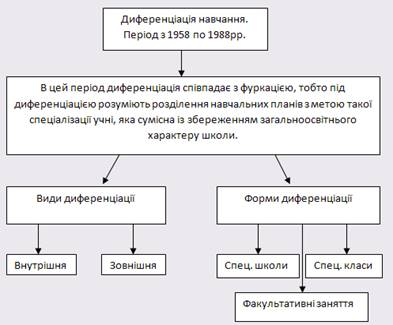 Диференціація навчання.
Період з 1958 по 1988рр.
В цей період диференціація співпадає з фуркацією, тобто під
диференціацією розуміють розділення навчальних планів з метою такої
спеціалізації учні, яка сумісна із збереженням загальноосвітнього
характеру школи.
Види диференціації
Форми диференціації
Внутрішня
Зовнішня
Спец. школи
Спец. класи
Факультативні заняття